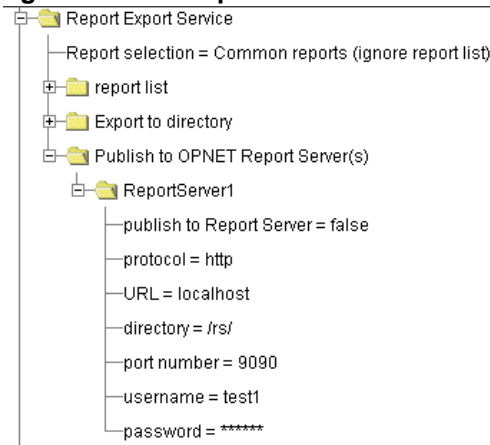 Report Export Service
Report selection = Common reports (ignore report list)
report list
Export to directory
Publish to OPNET Report Server(s)
ReportServer1
publish to Report Server = false
protocol = http
URL = localhost
directory = /rs/
port number = 9090
username = test1
password = ******